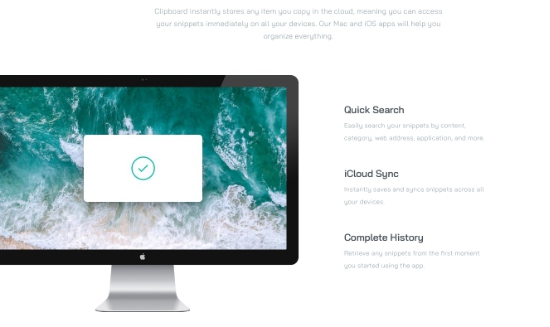 Clipboard instantly stores any item you copy in the cloud, meaning you can access
your snippets immediately on all your devices. Our Mac and iOS apps will help you
organize everything.
Quick Search
Easily search your snippets by content,
category, web address, application, and more.
iCloud Sync
Instantly saves and syncs snippets across all
your devices.
Complete History
Retrieve any snippets from the first moment
you started using the app.